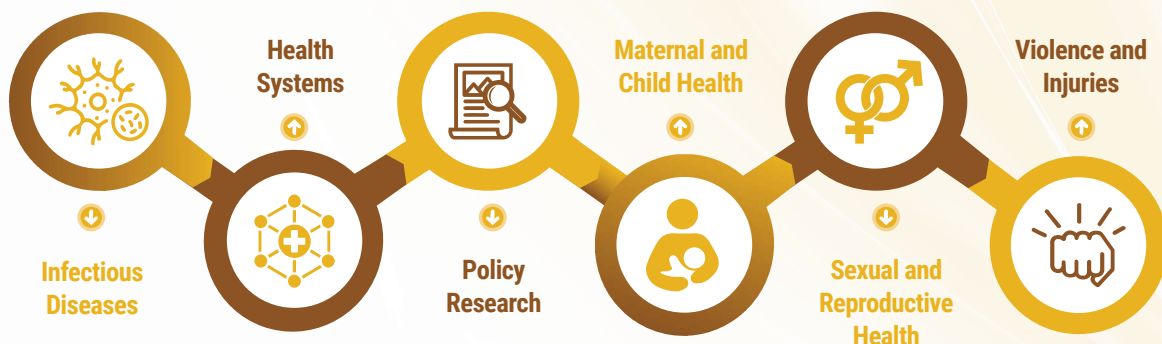 Infectious
Diseases
Health
Systems
Policy
Research
Maternal and
Child Health
Sexual and
Reproductive
Health
Violence and
Injuries